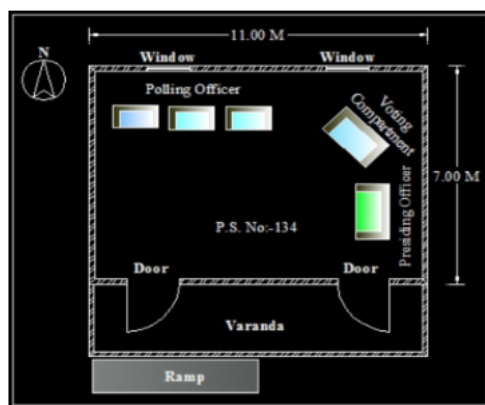 11.00 M
N
Window
Window
Polling Officer
Voting
Compartment
7.00 M
Presiding Officer
P.S. No:-134
Door
Door
Varanda
Ramp